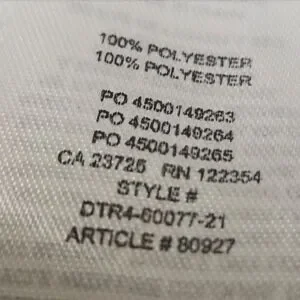 100% POLYESTER
100% POLYESTER
PO 4500149263
PO 4500149264
PO 4500149265
CA 23725 RN 122354
STYLE #
DTR4-60077-21
ARTICLE # 80927